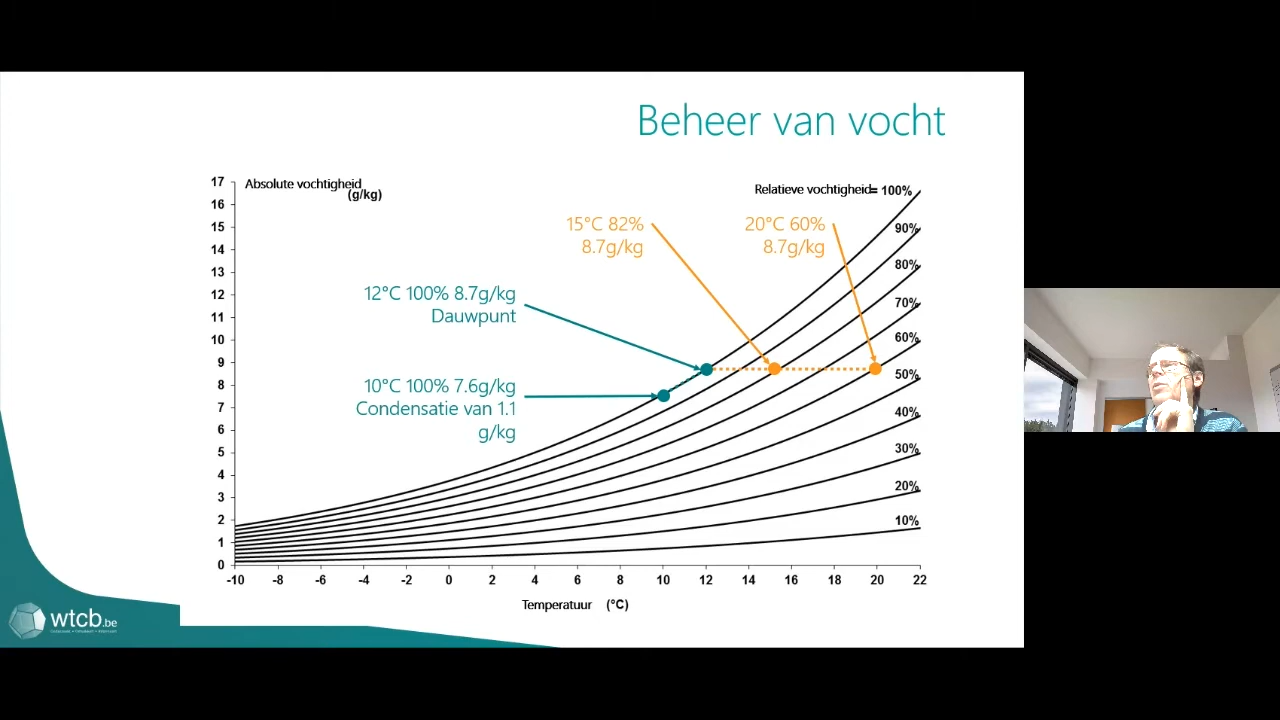 Beheer van vocht
Absolute vochtigheid
(g/kg)
Relatieve vochtigheid= 100%
15°C 82%
8.7g/kg
20°C 60%
8.7g/kg
12°C 100% 8.7g/kg
Dauwpunt
10°C 100% 7.6g/kg
Condensatie van 1.1
g/kg
90%
80%
70%
60%
50%
40%
30%
20%
10%
17
16
15
14
13
12
11
10
9
8
7
6
5
4
3
2
1
0
-10 -8 -6 -4 -2 0 2 4 6 8 10 12 14 16 18 20 22
Temperatuur (°C)
wtcb.be